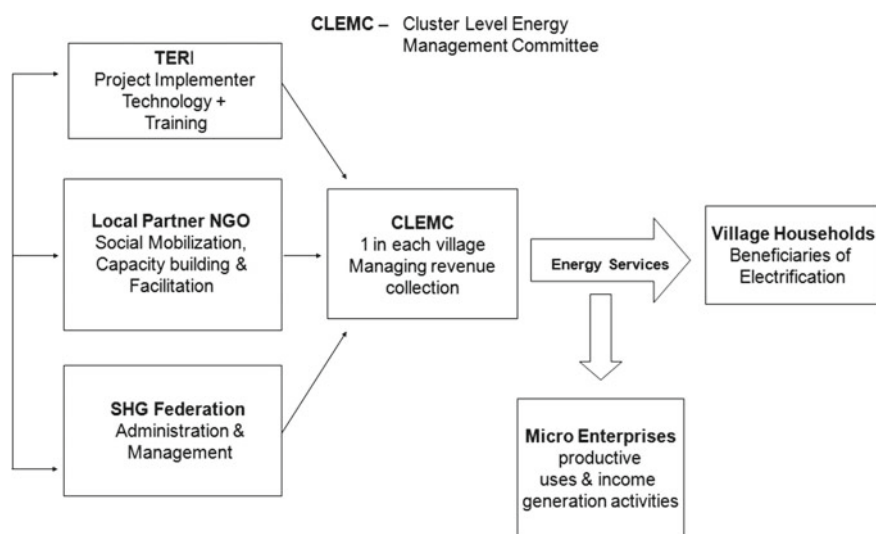 CLEMC – Cluster Level Energy
Management Committee
TERI
Project Implementer
Technology +
Training
Local Partner NGO
Social Mobilization,
Capacity building &
Facilitation
SHG Federation
Administration &
Management
CLEMC
1 in each village
Managing revenue
collection
Energy Services
Village Households
Beneficiaries of
Electrification
Micro Enterprises
productive
uses & income
generation activities